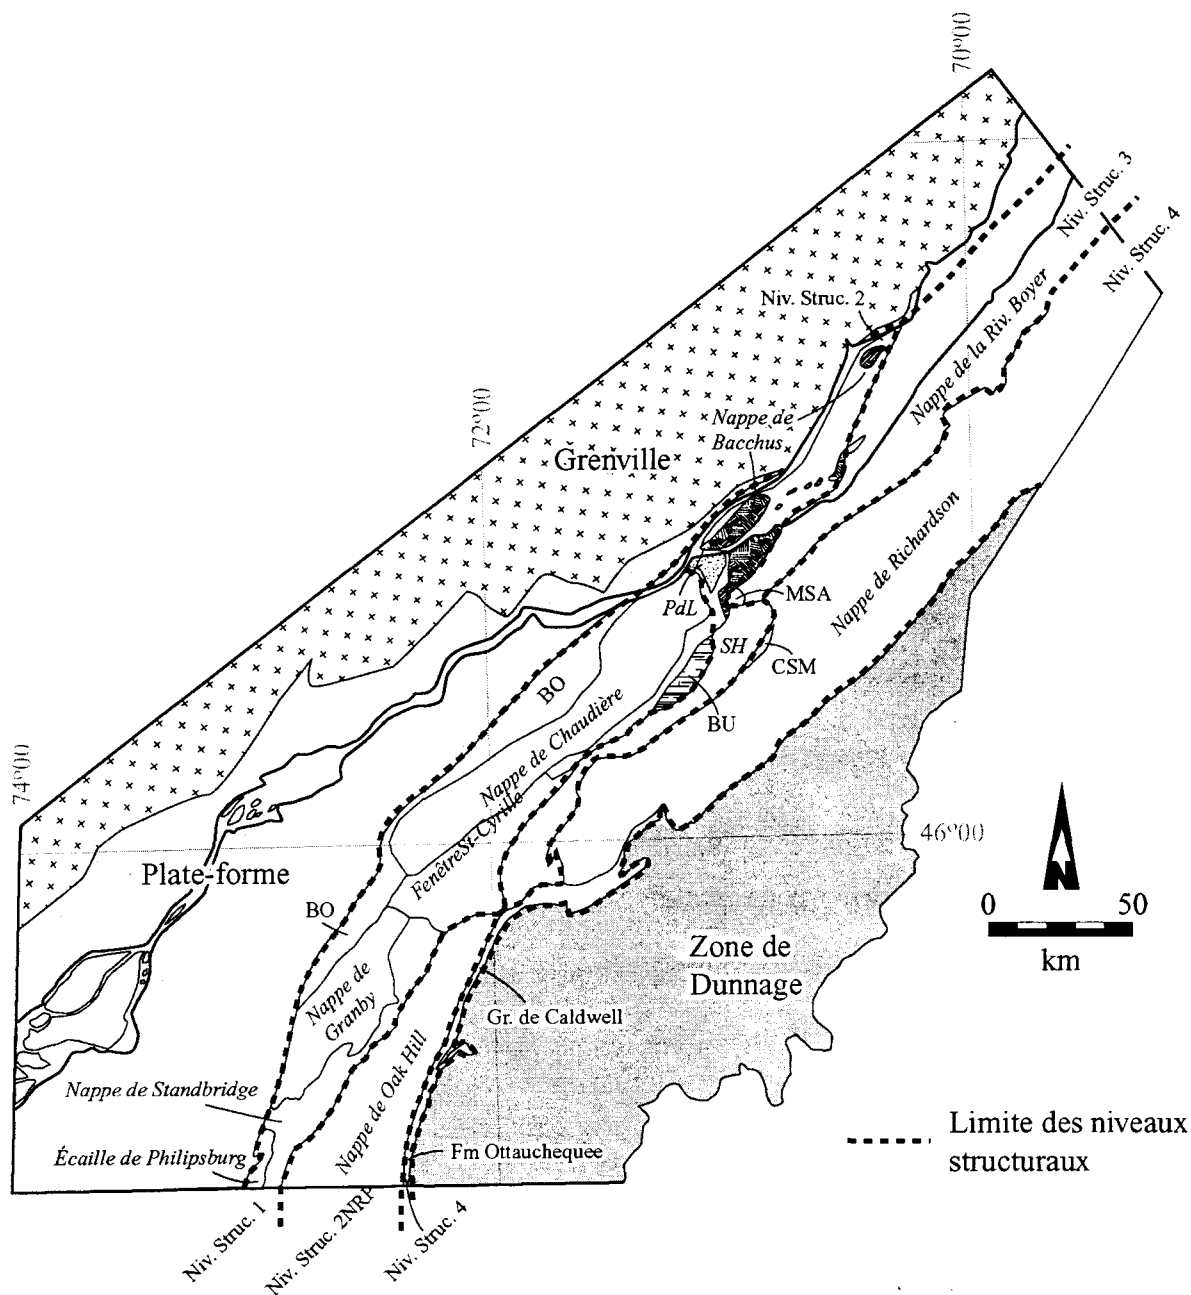 70°00
Niv. Struc. 3
Niv. Struc. 4
Niv. Struc. 2
Nappe de la Riv. Boyer
72°00
Nappe de
Bacchus
Grenville
Nappe de Richardson
MSA
PdL
SH
CSM
BO
BU
74°00
Nappe de Chaudière
Fenêtre St-Cyrille
46°00
Plate-forme
N
BO
0 50
km
Zone de
Dunnage
Nappe de
Granby
Gr. de Caldwell
Nappe de Oak Hill
Nappe de Standbridge
Limite des niveaux
structuraux
Fm Ottauchequee
Écaille de Philipsburg
Niv. Struc. 1
Niv. Struc. 2NRP
Niv. Struc. 4